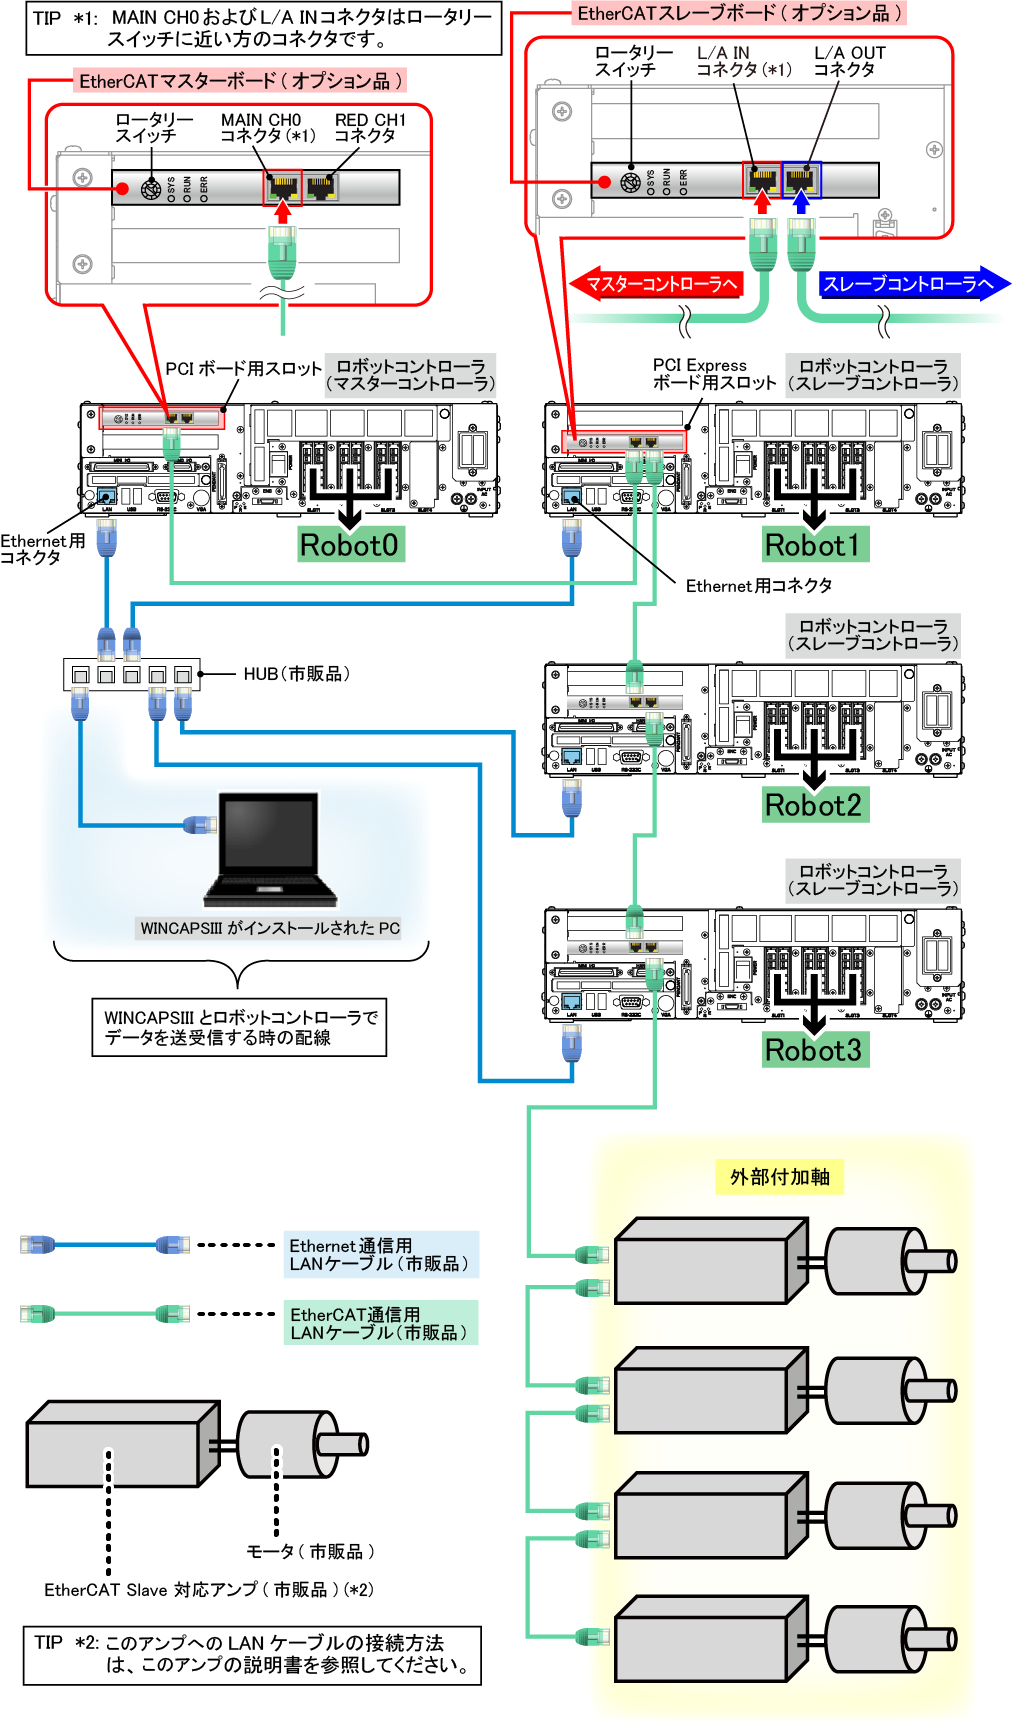 TIP *1: MAIN CH0およびL/A INコネクタはロータリー
スイッチに近い方のコネクタです。
EtherCATマスターボード(オプション品)
ロータリー
スイッチ
MAIN CH0
コネクタ(*1)
RED CH1
コネクタ
SYS
RUN
ERR
EtherCATスレーブボード(オプション品)
ロータリー
スイッチ
L/A IN
コネクタ(*1)
L/A OUT
コネクタ
SYS
RUN
ERR
マスターコントローラへ
スレーブコントローラへ
PCI ボード用スロット
ロボットコントローラ
(マスターコントローラ)
PCI Express
ボード用スロット
ロボットコントローラ
(スレーブコントローラ)
Robot0
Robot1
Ethernet用
コネクタ
Ethernet用コネクタ
HUB(市販品)
ロボットコントローラ
(スレーブコントローラ)
Robot2
WINCAPSIII がインストールされた PC
ロボットコントローラ
(スレーブコントローラ)
Robot3
WINCAPSIII とロボットコントローラで
データを送受信する時の配線
外部付加軸
Ethernet通信用
LANケーブル(市販品)
EtherCAT通信用
LANケーブル(市販品)
モータ(市販品)
EtherCAT Slave 対応アンプ(市販品)(*2)
TIP *2: このアンプへの LAN ケーブルの接続方法
は、このアンプの説明書を参照してください。